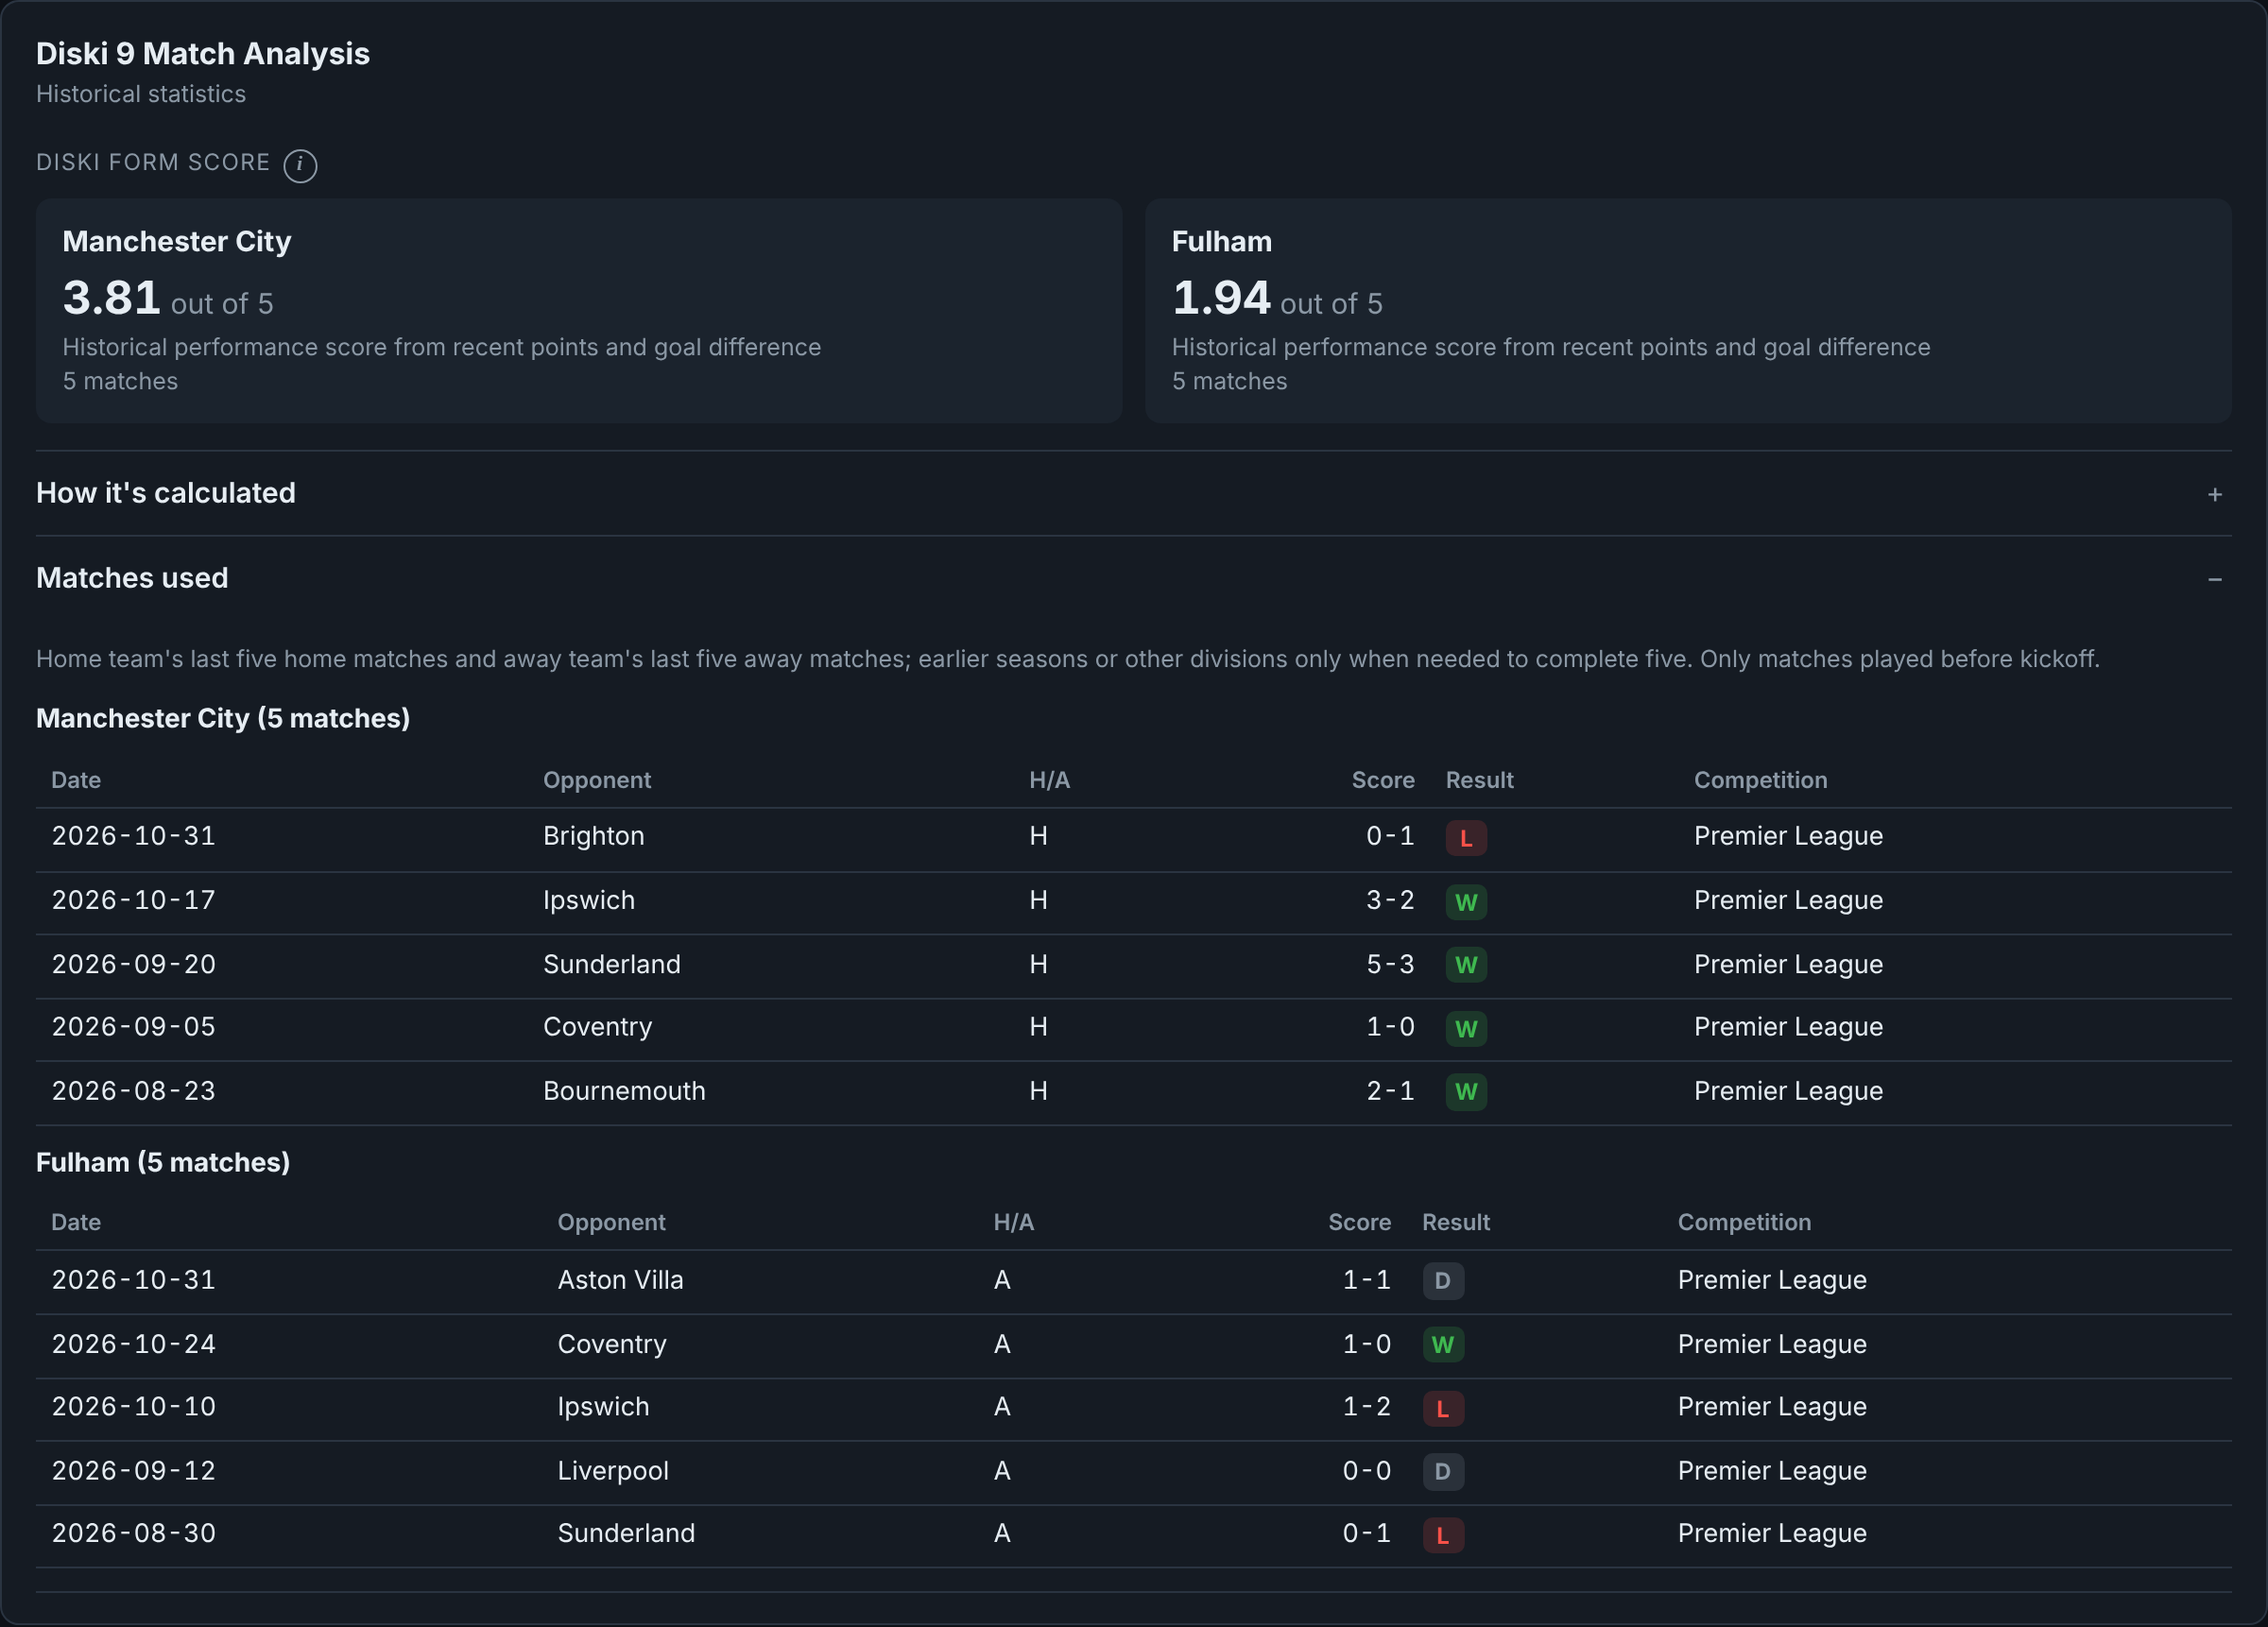 Diski 9 Match Analysis
Historical statistics
DISKI FORM SCORE i
Manchester City
3.81 out of 5
Historical performance score from recent points and goal difference
5 matches
Fulham
1.94 out of 5
Historical performance score from recent points and goal difference
5 matches
How it's calculated +
Matches used −
Home team's last five home matches and away team's last five away matches; earlier seasons or other divisions only when needed to complete five. Only matches played before kickoff.
Manchester City (5 matches)
Date Opponent H/A Score Result Competition
2026-10-31 Brighton H 0-1 L Premier League
2026-10-17 Ipswich H 3-2 W Premier League
2026-09-20 Sunderland H 5-3 W Premier League
2026-09-05 Coventry H 1-0 W Premier League
2026-08-23 Bournemouth H 2-1 W Premier League
Fulham (5 matches)
Date Opponent H/A Score Result Competition
2026-10-31 Aston Villa A 1-1 D Premier League
2026-10-24 Coventry A 1-0 W Premier League
2026-10-10 Ipswich A 1-2 L Premier League
2026-09-12 Liverpool A 0-0 D Premier League
2026-08-30 Sunderland A 0-1 L Premier League